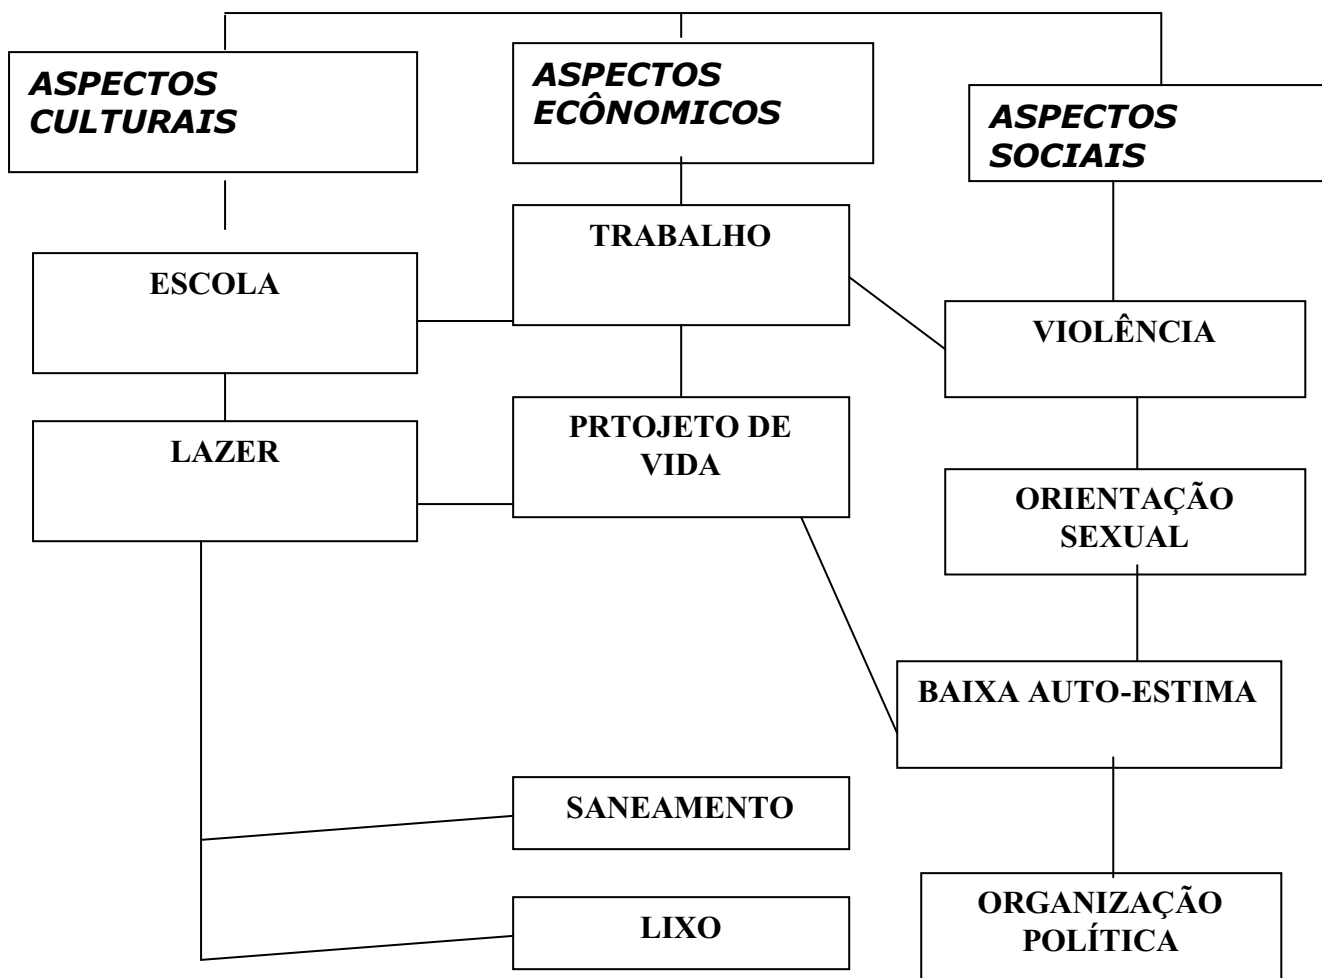 ASPECTOS
CULTURAIS
ASPECTOS
ECÔNOMICOS
ASPECTOS
SOCIAIS
TRABALHO
ESCOLA
VIOLÊNCIA
LAZER
PRTOJETO DE
VIDA
ORIENTAÇÃO
SEXUAL
BAIXA AUTO-ESTIMA
SANEAMENTO
LIXO
ORGANIZAÇÃO
POLÍTICA